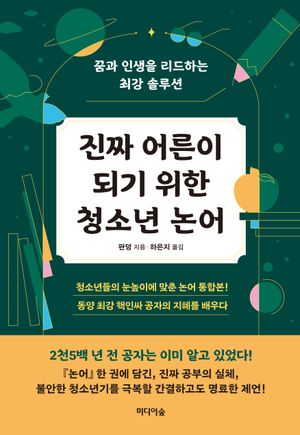 꿈과 인생을 리드하는
최강 솔루션
진짜 어른이
되기 위한
청소년 논어
판덩 지음 · 하은지 옮김
청소년들의 눈높이에 맞춘 논어 통합본!
동양 최강 핵인싸 공자의 지혜를 배우다
2천5백 년 전 공자는 이미 알고 있었다!
『논어』 한 권에 담긴, 진짜 공부의 실체,
불안한 청소년기를 극복할 간결하고도 명료한 제언!
미디어숲